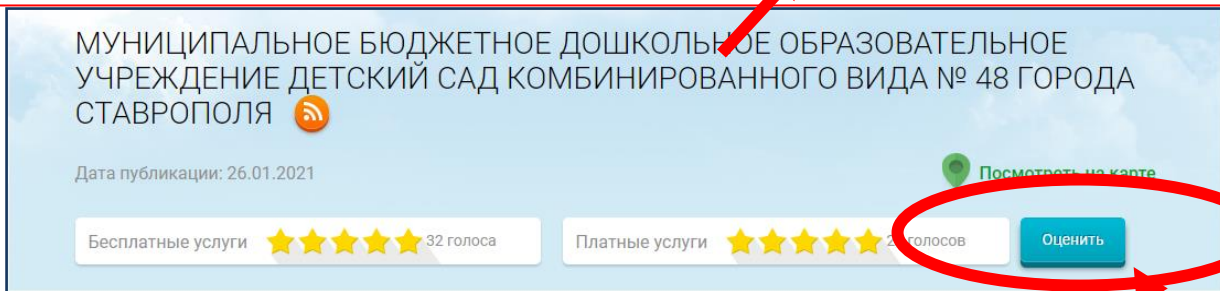 МУНИЦИПАЛЬНОЕ БЮДЖЕТНОЕ ДОШКОЛЬНОЕ ОБРАЗОВАТЕЛЬНОЕ
УЧРЕЖДЕНИЕ ДЕТСКИЙ САД КОМБИНИРОВАННОГО ВИДА № 48 ГОРОДА
СТАВРОПОЛЯ
Дата публикации: 26.01.2021
Посмотреть на карте
Бесплатные услуги 32 голоса
Платные услуги голосов
Оценить